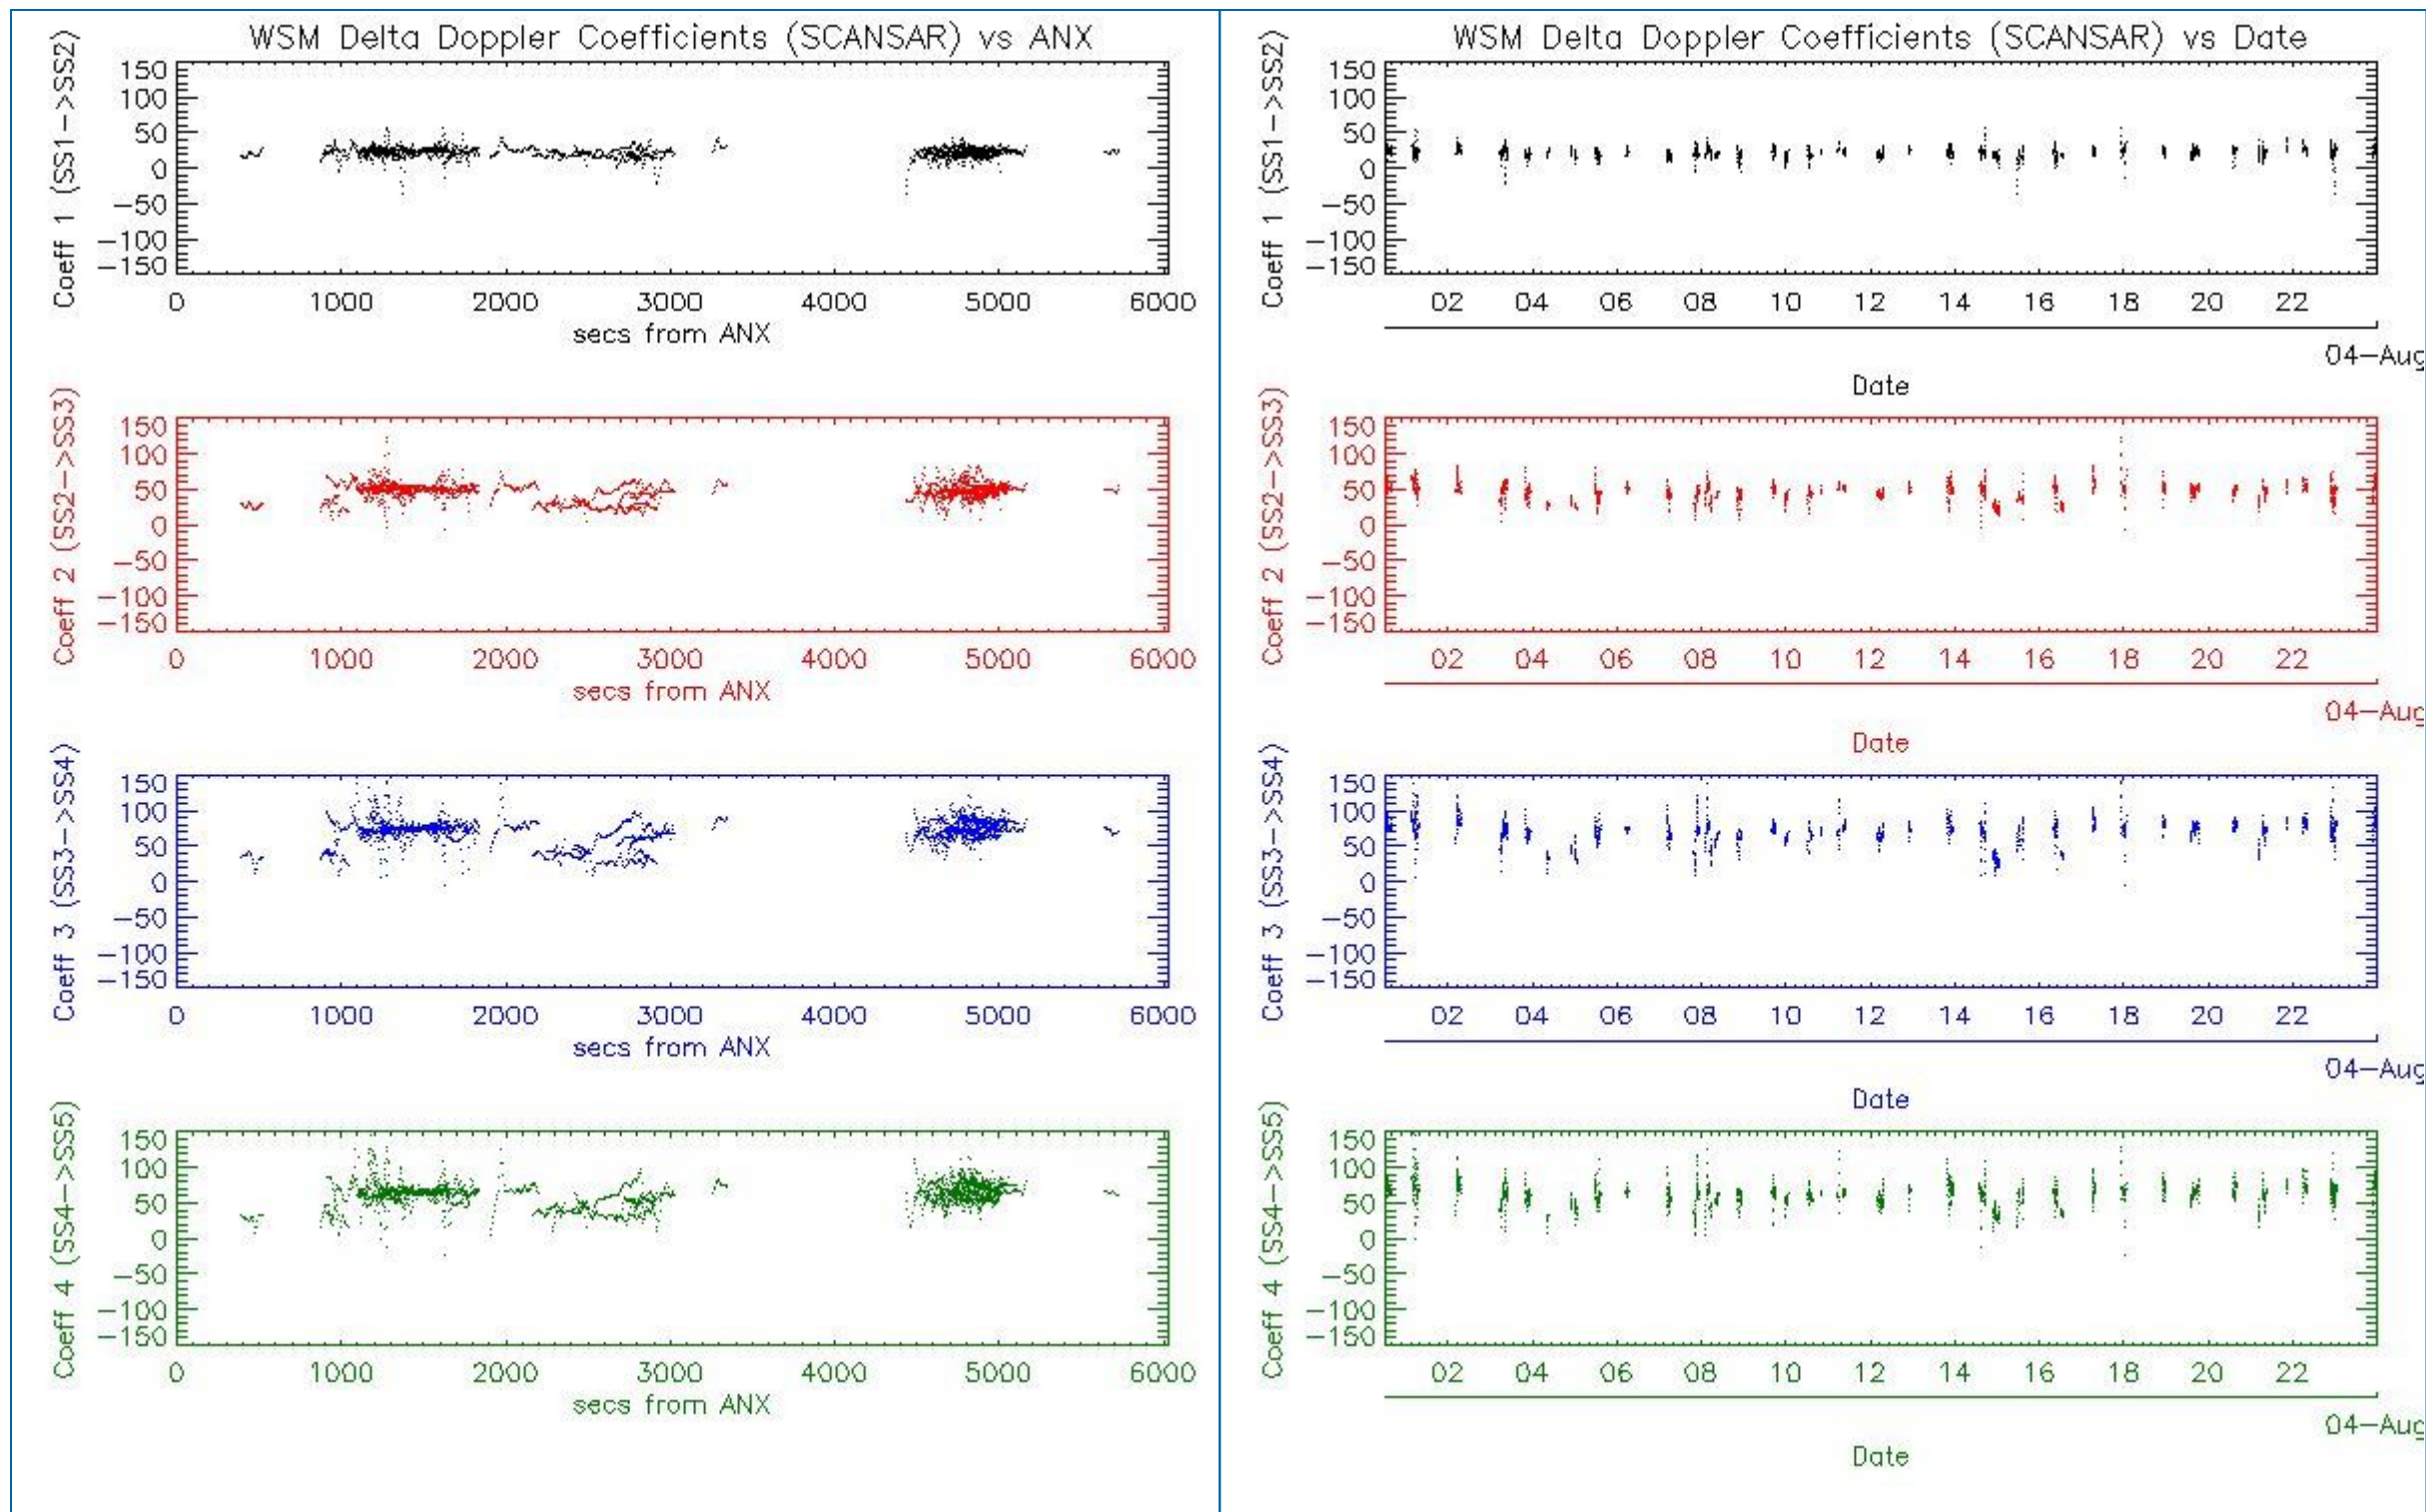 WSM Delta Doppler Coefficients (SCANSAR) vs ANX
Coeff 1 (SS1->SS2)
150
100
50
0
-50
-100
-150
0 1000 2000 3000 4000 5000 6000
secs from ANX
Coeff 2 (SS2->SS3)
150
100
50
0
-50
-100
-150
0 1000 2000 3000 4000 5000 6000
secs from ANX
Coeff 3 (SS3->SS4)
150
100
50
0
-50
-100
-150
0 1000 2000 3000 4000 5000 6000
secs from ANX
Coeff 4 (SS4->SS5)
150
100
50
0
-50
-100
-150
0 1000 2000 3000 4000 5000 6000
secs from ANX
WSM Delta Doppler Coefficients (SCANSAR) vs Date
Coeff 1 (SS1->SS2)
150
100
50
0
-50
-100
-150
02 04 06 08 10 12 14 16 18 20 22
04-Aug
Date
Coeff 2 (SS2->SS3)
150
100
50
0
-50
-100
-150
02 04 06 08 10 12 14 16 18 20 22
04-Aug
Date
Coeff 3 (SS3->SS4)
150
100
50
0
-50
-100
-150
02 04 06 08 10 12 14 16 18 20 22
04-Aug
Date
Coeff 4 (SS4->SS5)
150
100
50
0
-50
-100
-150
02 04 06 08 10 12 14 16 18 20 22
04-Aug
Date